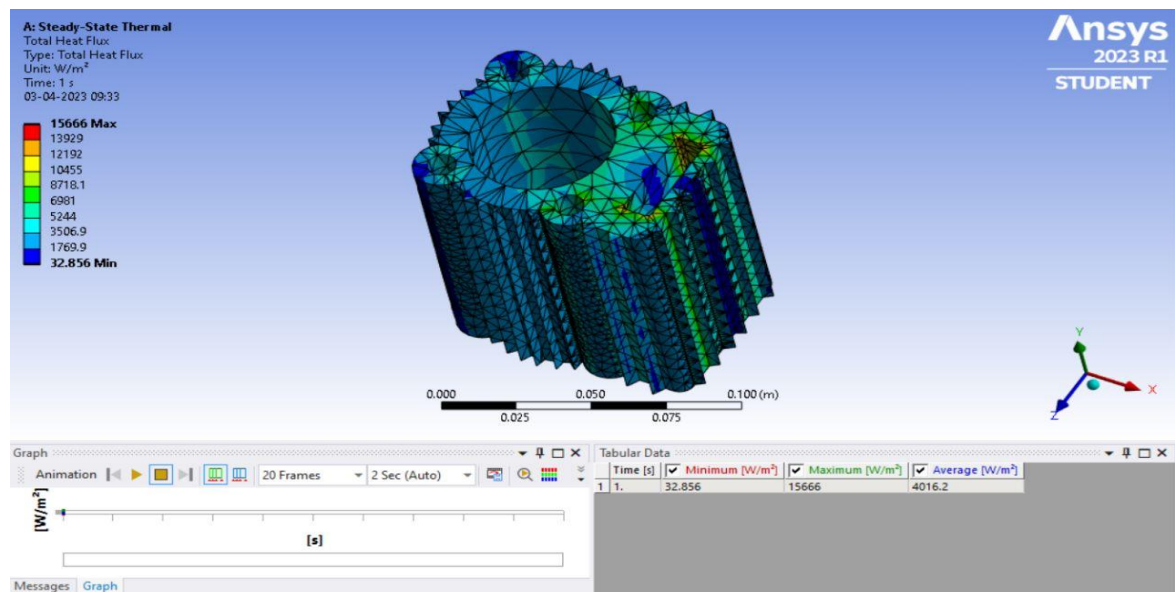 A: Steady-State Thermal
Total Heat Flux
Type: Total Heat Flux
Unit: W/m²
Time: 1 s
03-04-2023 09:33
15666 Max
13929
12192
10455
8718.1
6981
5244
3506.9
1769.9
32.856 Min
Ansys
2023 R1
STUDENT
Y
X
Z
0.000 0.050 0.100 (m)
0.025 0.075
Graph
Animation 20 Frames 2 Sec (Auto)
[W/m²]
[s]
Messages Graph
Tabular Data
Time [s] Minimum [W/m²] Maximum [W/m²] Average [W/m²]
1 1. 32.856 15666 4016.2